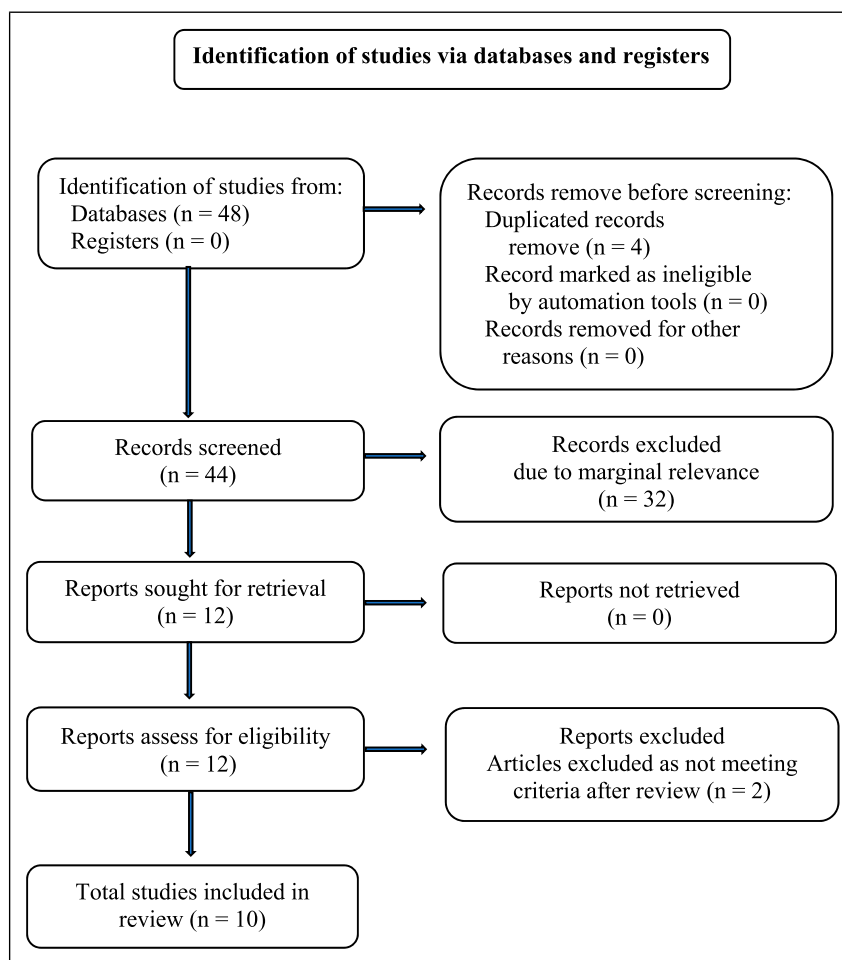 Identification of studies via databases and registers
Identification of studies from:
Databases (n = 48)
Registers (n = 0)
Records remove before screening:
Duplicated records
remove (n = 4)
Record marked as ineligible
by automation tools (n = 0)
Records removed for other
reasons (n = 0)
Records screened
(n = 44)
Records excluded
due to marginal relevance
(n = 32)
Reports sought for retrieval
(n = 12)
Reports not retrieved
(n = 0)
Reports assess for eligibility
(n = 12)
Reports excluded
Articles excluded as not meeting
criteria after review (n = 2)
Total studies included in
review (n = 10)